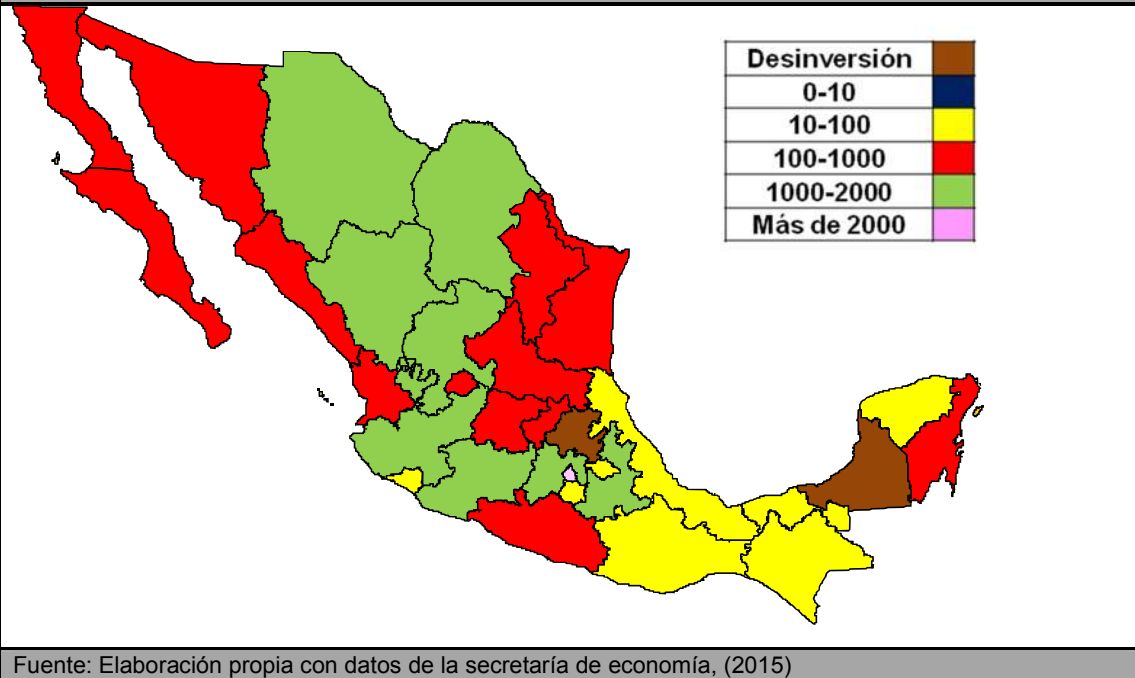 Desinversión
0-10
10-100
100-1000
1000-2000
Más de 2000
Fuente: Elaboración propia con datos de la secretaría de economía, (2015)